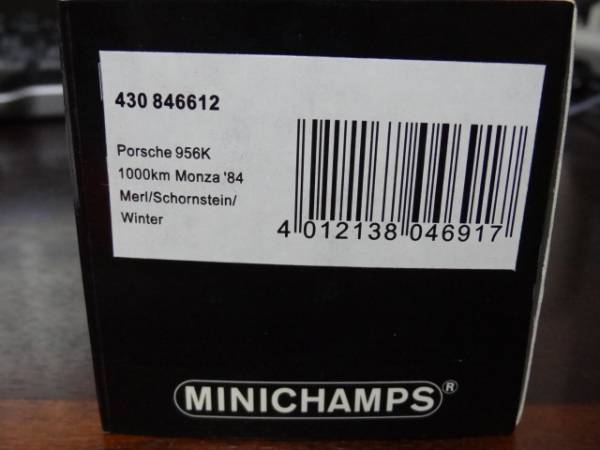 430 846612
Porsche 956K
1000km Monza '84
Merl/Schornstein/
Winter
4 012138 046917
MINICHAMPS®